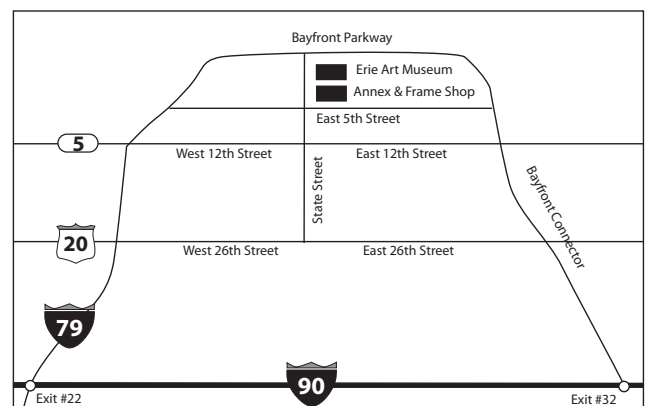 Bayfront Parkway
Erie Art Museum
Annex & Frame Shop
East 5th Street
5
West 12th Street
East 12th Street
State Street
Bayfront Connector
20
West 26th Street
East 26th Street
79
90
Exit #22
Exit #32